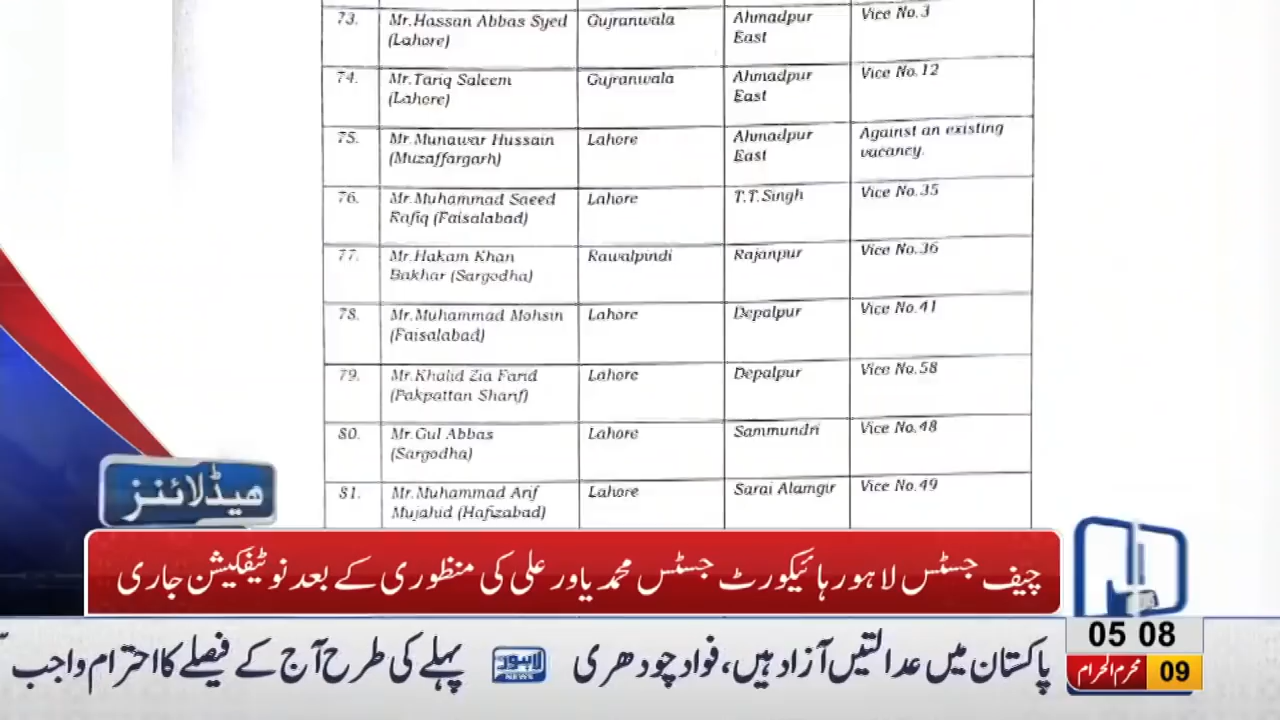 73. Mr.Hassan Abbas Syed (Lahore) Gujranwala Ahmadpur East Vice No.3
74. Mr.Tariq Saleem (Lahore) Gujranwala Ahmadpur East Vice No.12
75. Mr.Munawar Hussain (Muzaffargarh) Lahore Ahmadpur East Against an existing vacancy.
76. Mr.Muhammad Saeed Rafiq (Faisalabad) Lahore T.T.Singh Vice No.35
77. Mr.Hakam Khan Bakhar (Sargodha) Rawalpindi Rajanpur Vice No.36
78. Mr.Muhammad Mohsin (Faisalabad) Lahore Depalpur Vice No.41
79. Mr.Khalid Zia Farid (Pakpattan Sharif) Lahore Depalpur Vice No.58
80. Mr.Gul Abbas (Sargodha) Lahore Sammundri Vice No.48
81. Mr.Muhammad Arif Mujahid (Hafizabad) Lahore Sarai Alamgir Vice No.49
ہیڈلائنز
چیف جسٹس لاہور ہائیکورٹ جسٹس محمد یاور علی کی منظوری کے بعد نوٹیفکیشن جاری
05 08
پاکستان میں عدالتیں آزاد ہیں، فواد چودھری لاہور NEWS پہلے کی طرح آج کے فیصلے کا احترام واجب
محرم الحرام 09